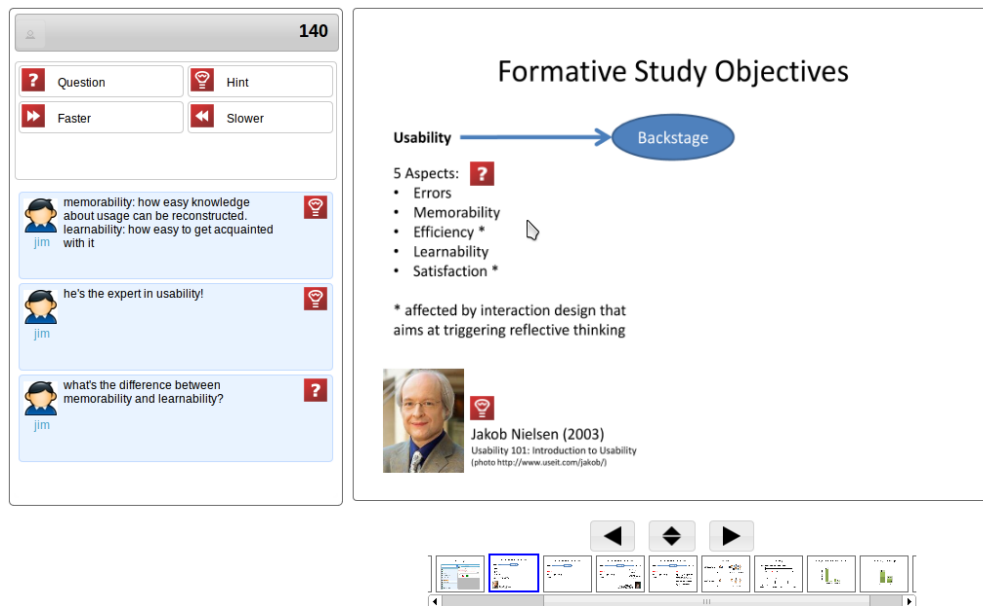 140
Question
Hint
Faster
Slower
memorability: how easy knowledge
about usage can be reconstructed.
learnability: how easy to get acquainted
with it
jim
he's the expert in usability!
jim
what's the difference between
memorability and learnability?
jim
Formative Study Objectives
Usability
Backstage
5 Aspects:
• Errors
• Memorability
• Efficiency *
• Learnability
• Satisfaction *
* affected by interaction design that
aims at triggering reflective thinking
Jakob Nielsen (2003)
Usability 101: Introduction to Usability
(photo http://www.useit.com/jakob/)